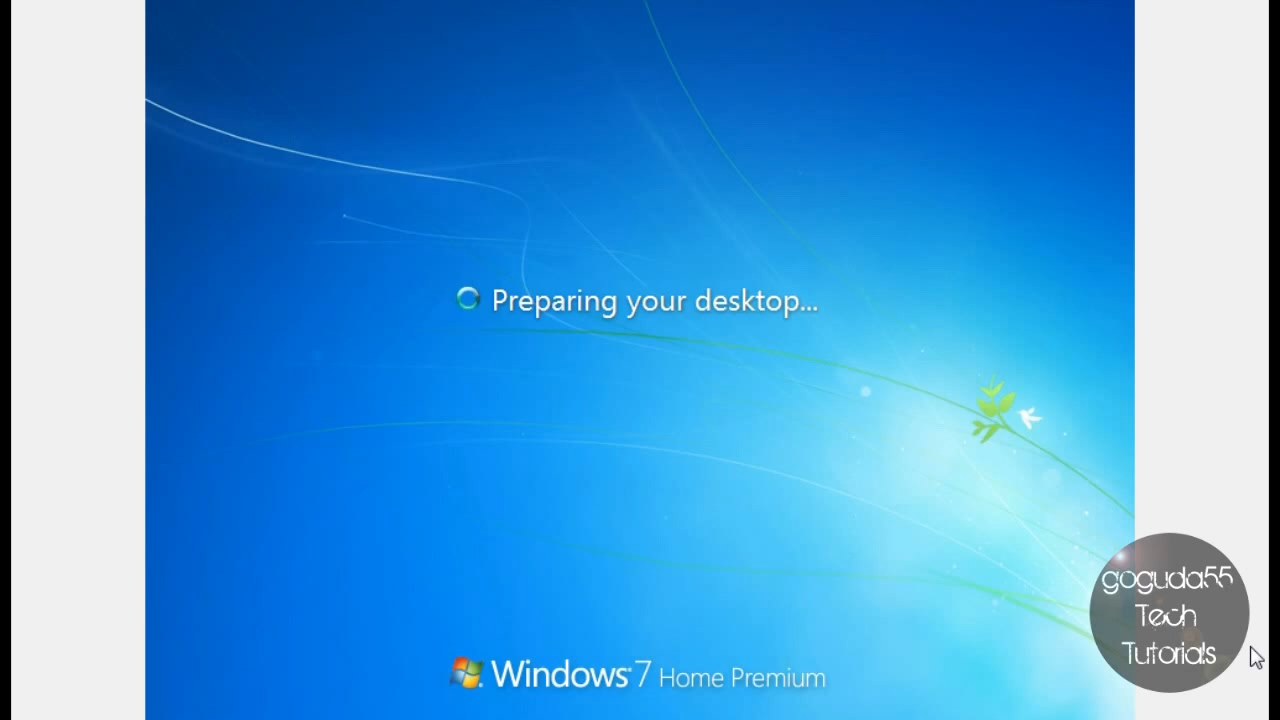 Preparing your desktop...
goguda55
Tech
Tutorials
Windows 7 Home Premium